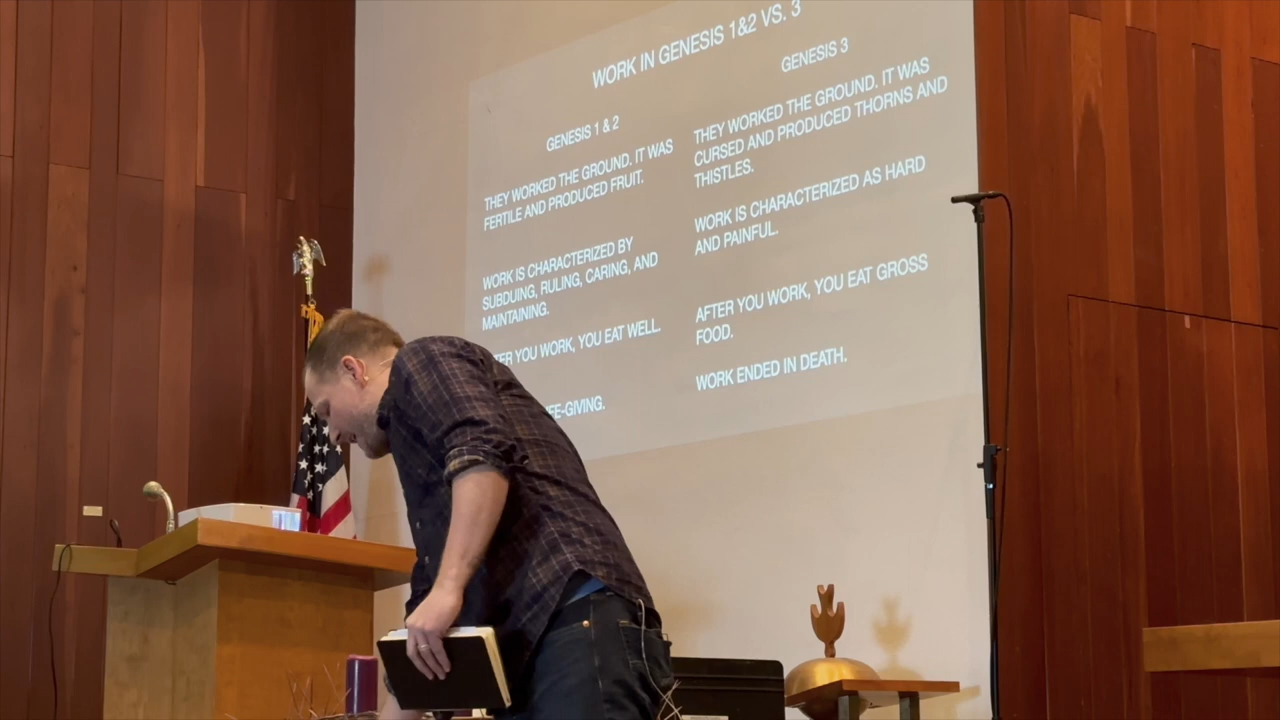 WORK IN GENESIS 1&2 VS. 3
GENESIS 1 & 2
THEY WORKED THE GROUND. IT WAS
FERTILE AND PRODUCED FRUIT.
WORK IS CHARACTERIZED BY
SUBDUING, RULING, CARING, AND
MAINTAINING.
YOU WORK, YOU EAT WELL.
GENESIS 3
THEY WORKED THE GROUND. IT WAS
CURSED AND PRODUCED THORNS AND
THISTLES.
WORK IS CHARACTERIZED AS HARD
AND PAINFUL.
AFTER YOU WORK, YOU EAT GROSS
FOOD.
WORK ENDED IN DEATH.